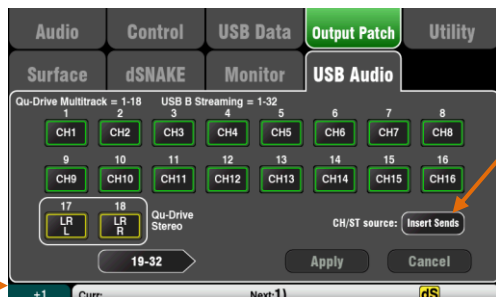 Audio Control USB Data Output Patch Utility
Surface dSNAKE Monitor USB Audio
Qu-Drive Multitrack = 1-18 USB B Streaming = 1-32
1 2 3 4 5 6 7 8
CH1 CH2 CH3 CH4 CH5 CH6 CH7 CH8
9 10 11 12 13 14 15 16
CH9 CH10 CH11 CH12 CH13 CH14 CH15 CH16
17 18
LR L LR R Qu-Drive Stereo CH/ST source: Insert Sends
19-32 Apply Cancel
+1 Curr: Next:1) dS